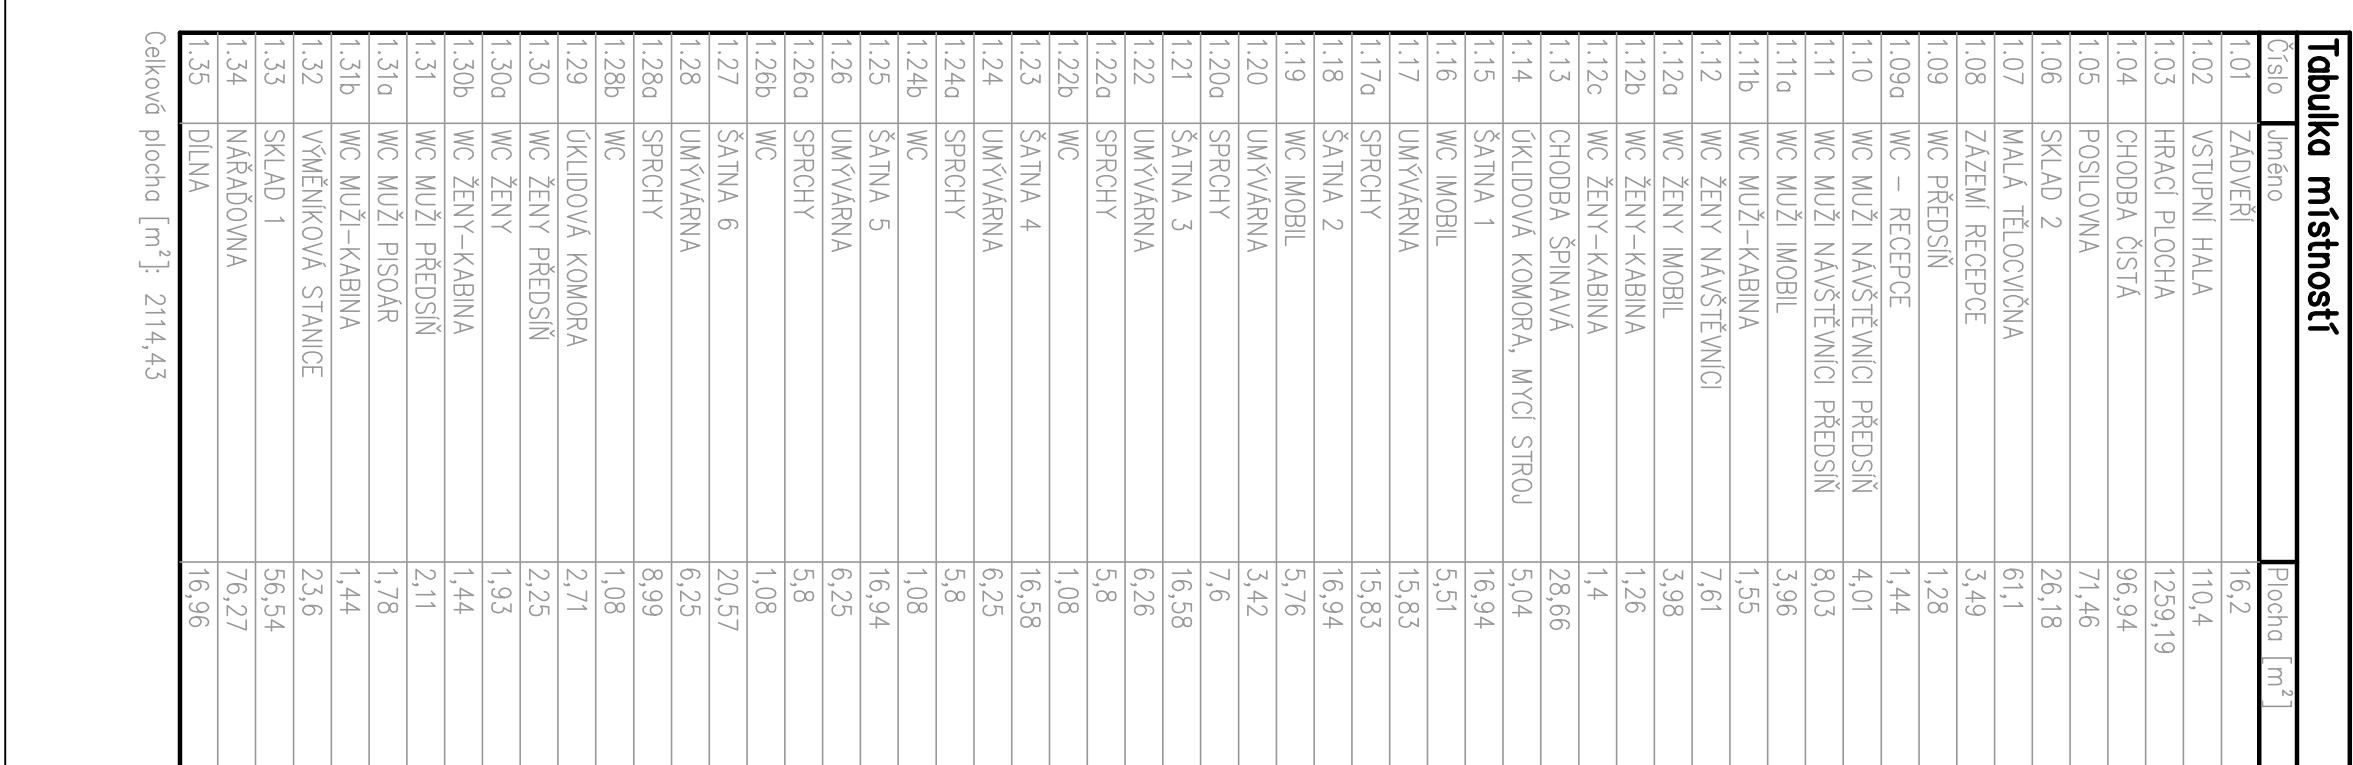 Tabulka místností
Číslo Jméno Plocha [m²]
1.01 ZÁDVEŘÍ 16,2
1.02 VSTUPNÍ HALA 110,4
1.03 HRACÍ PLOCHA 1259,19
1.04 CHODBA ČISTÁ 96,94
1.05 POSILOVNA 71,46
1.06 SKLAD 2 26,18
1.07 MALÁ TĚLOCVIČNA 61,1
1.08 ZÁZEMÍ RECEPCE 3,49
1.09 WC PŘEDSÍŇ 1,28
1.09a WC – RECEPCE 1,44
1.10 WC MUŽI NÁVŠTĚVNÍCI PŘEDSÍŇ 4,01
1.11 WC MUŽI NÁVŠTĚVNÍCI PŘEDSÍŇ 8,03
1.11a WC MUŽI IMOBIL 3,96
1.11b WC MUŽI–KABINA 1,55
1.12 WC ŽENY NÁVŠTĚVNÍCI 7,61
1.12a WC ŽENY IMOBIL 3,98
1.12b WC ŽENY–KABINA 1,26
1.12c WC ŽENY–KABINA 1,4
1.13 CHODBA ŠPINAVÁ 28,66
1.14 ÚKLIDOVÁ KOMORA, MYCÍ STROJ 5,04
1.15 ŠATNA 1 16,94
1.16 WC IMOBIL 5,51
1.17 UMÝVÁRNA 15,83
1.17a SPRCHY 15,83
1.18 ŠATNA 2 16,94
1.19 WC IMOBIL 5,76
1.20 UMÝVÁRNA 3,42
1.20a SPRCHY 7,6
1.21 ŠATNA 3 16,58
1.22 UMÝVÁRNA 6,26
1.22a SPRCHY 5,8
1.22b WC 1,08
1.23 ŠATNA 4 16,58
1.24 UMÝVÁRNA 6,25
1.24a SPRCHY 5,8
1.24b WC 1,08
1.25 ŠATNA 5 16,94
1.26 UMÝVÁRNA 6,25
1.26a SPRCHY 5,8
1.26b WC 1,08
1.27 ŠATNA 6 20,57
1.28 UMÝVÁRNA 6,25
1.28a SPRCHY 8,99
1.28b WC 1,08
1.29 ÚKLIDOVÁ KOMORA 2,71
1.30 WC ŽENY PŘEDSÍŇ 2,25
1.30a WC ŽENY 1,93
1.30b WC ŽENY–KABINA 1,44
1.31 WC MUŽI PŘEDSÍŇ 2,11
1.31a WC MUŽI PISOÁR 1,78
1.31b WC MUŽI–KABINA 1,44
1.32 VÝMĚNÍKOVÁ STANICE 23,6
1.33 SKLAD 1 56,54
1.34 NÁŘAĎOVNA 76,27
1.35 DÍLNA 16,96
Celková plocha [m²]: 2114,43